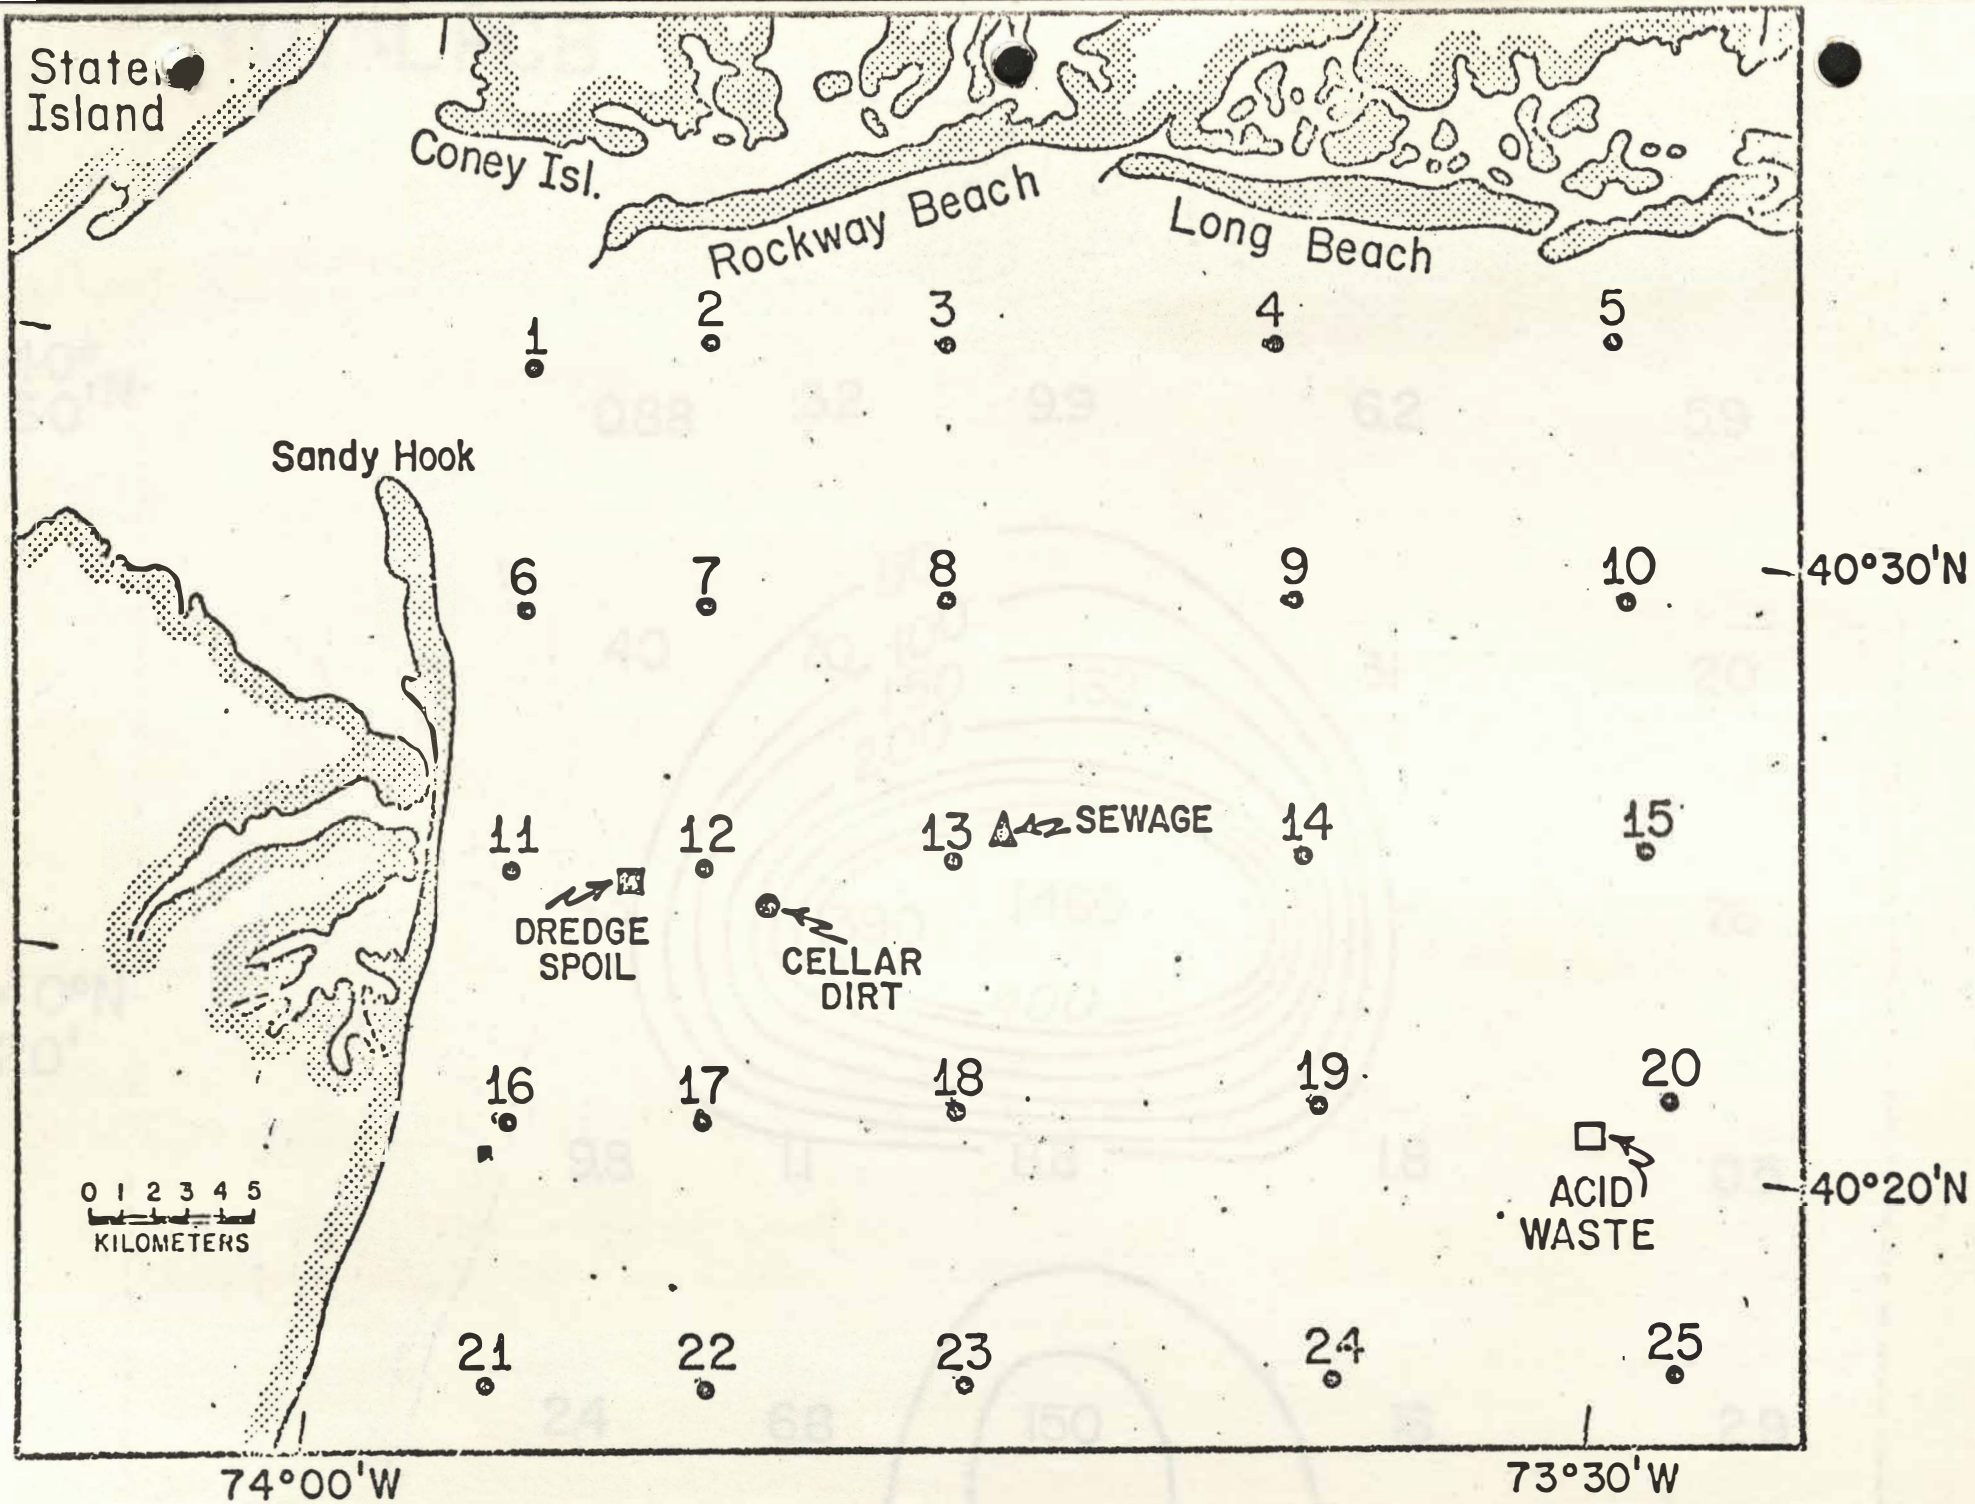 Staten
Island
Coney Isl.
Rockway Beach
Long Beach
1
2
3
4
5
Sandy Hook
6
7
8
9
10
40°30'N
11
12
13
SEWAGE
14
15
DREDGE
SPOIL
CELLAR
DIRT
16
17
18
19
20
ACID
WASTE
40°20'N
0 1 2 3 4 5
KILOMETERS
21
22
23
24
25
74°00'W
73°30'W